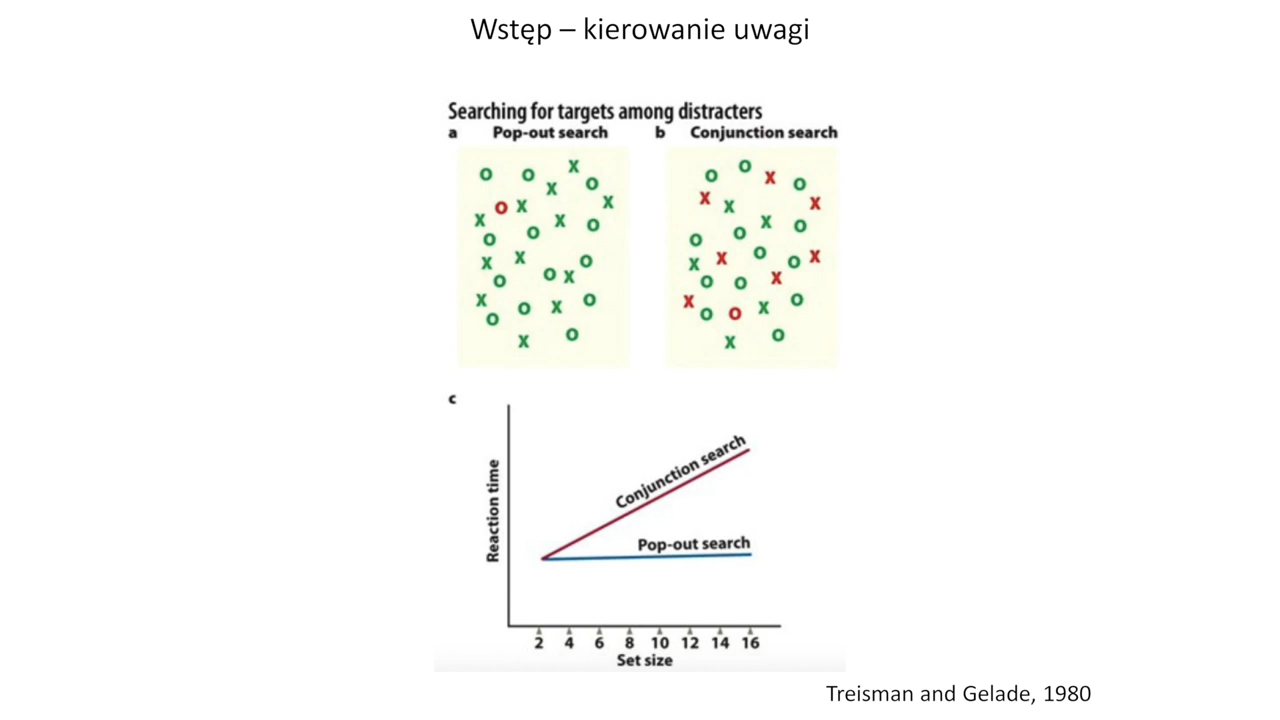 Wstęp – kierowanie uwagi
Searching for targets among distracters
a Pop-out search
b Conjunction search
O O X O X X
O X X X O
O O
X X O
O O X
X O X O
O
X O
O O X O
X X X
X O X O
O
X X O O X
O O X
X O O X O
X O
c
Reaction time
Conjunction search
Pop-out search
2 4 6 8 10 12 14 16
Set size
Treisman and Gelade, 1980